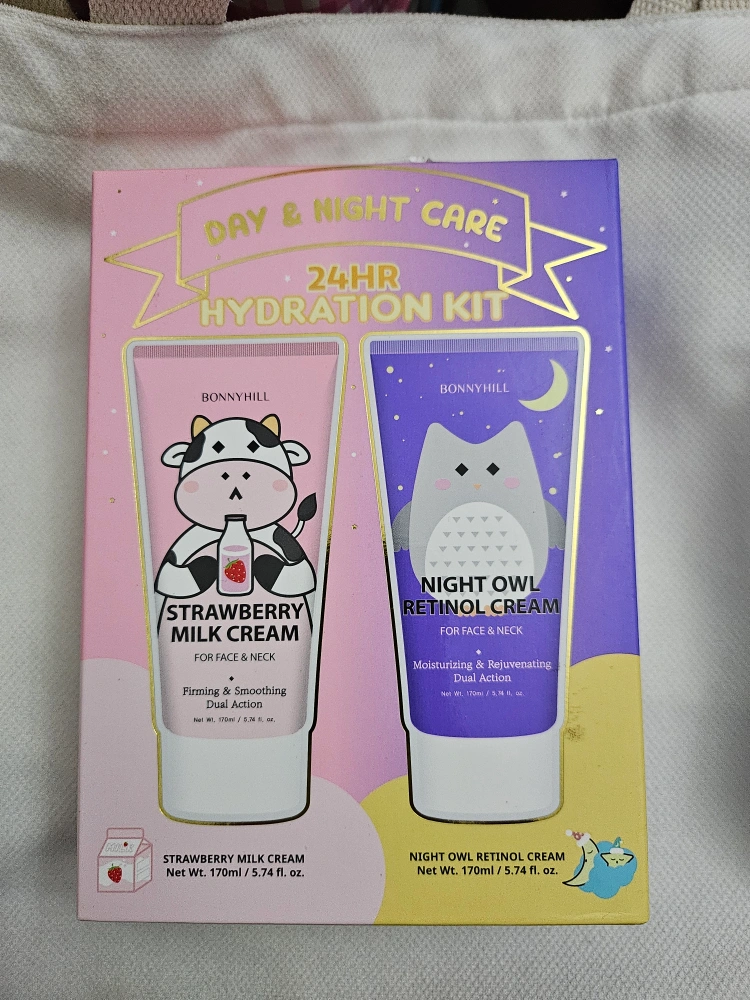 DAY & NIGHT CARE
24HR
HYDRATION KIT
BONNYHILL
STRAWBERRY
MILK CREAM
FOR FACE & NECK
Firming & Smoothing
Dual Action
Net Wt. 170ml / 5.74 fl. oz.
BONNYHILL
NIGHT OWL
RETINOL CREAM
FOR FACE & NECK
Moisturizing & Rejuvenating
Dual Action
Net Wt. 170ml / 5.74 fl. oz.
STRAWBERRY MILK CREAM
Net Wt. 170ml / 5.74 fl. oz.
NIGHT OWL RETINOL CREAM
Net Wt. 170ml / 5.74 fl. oz.